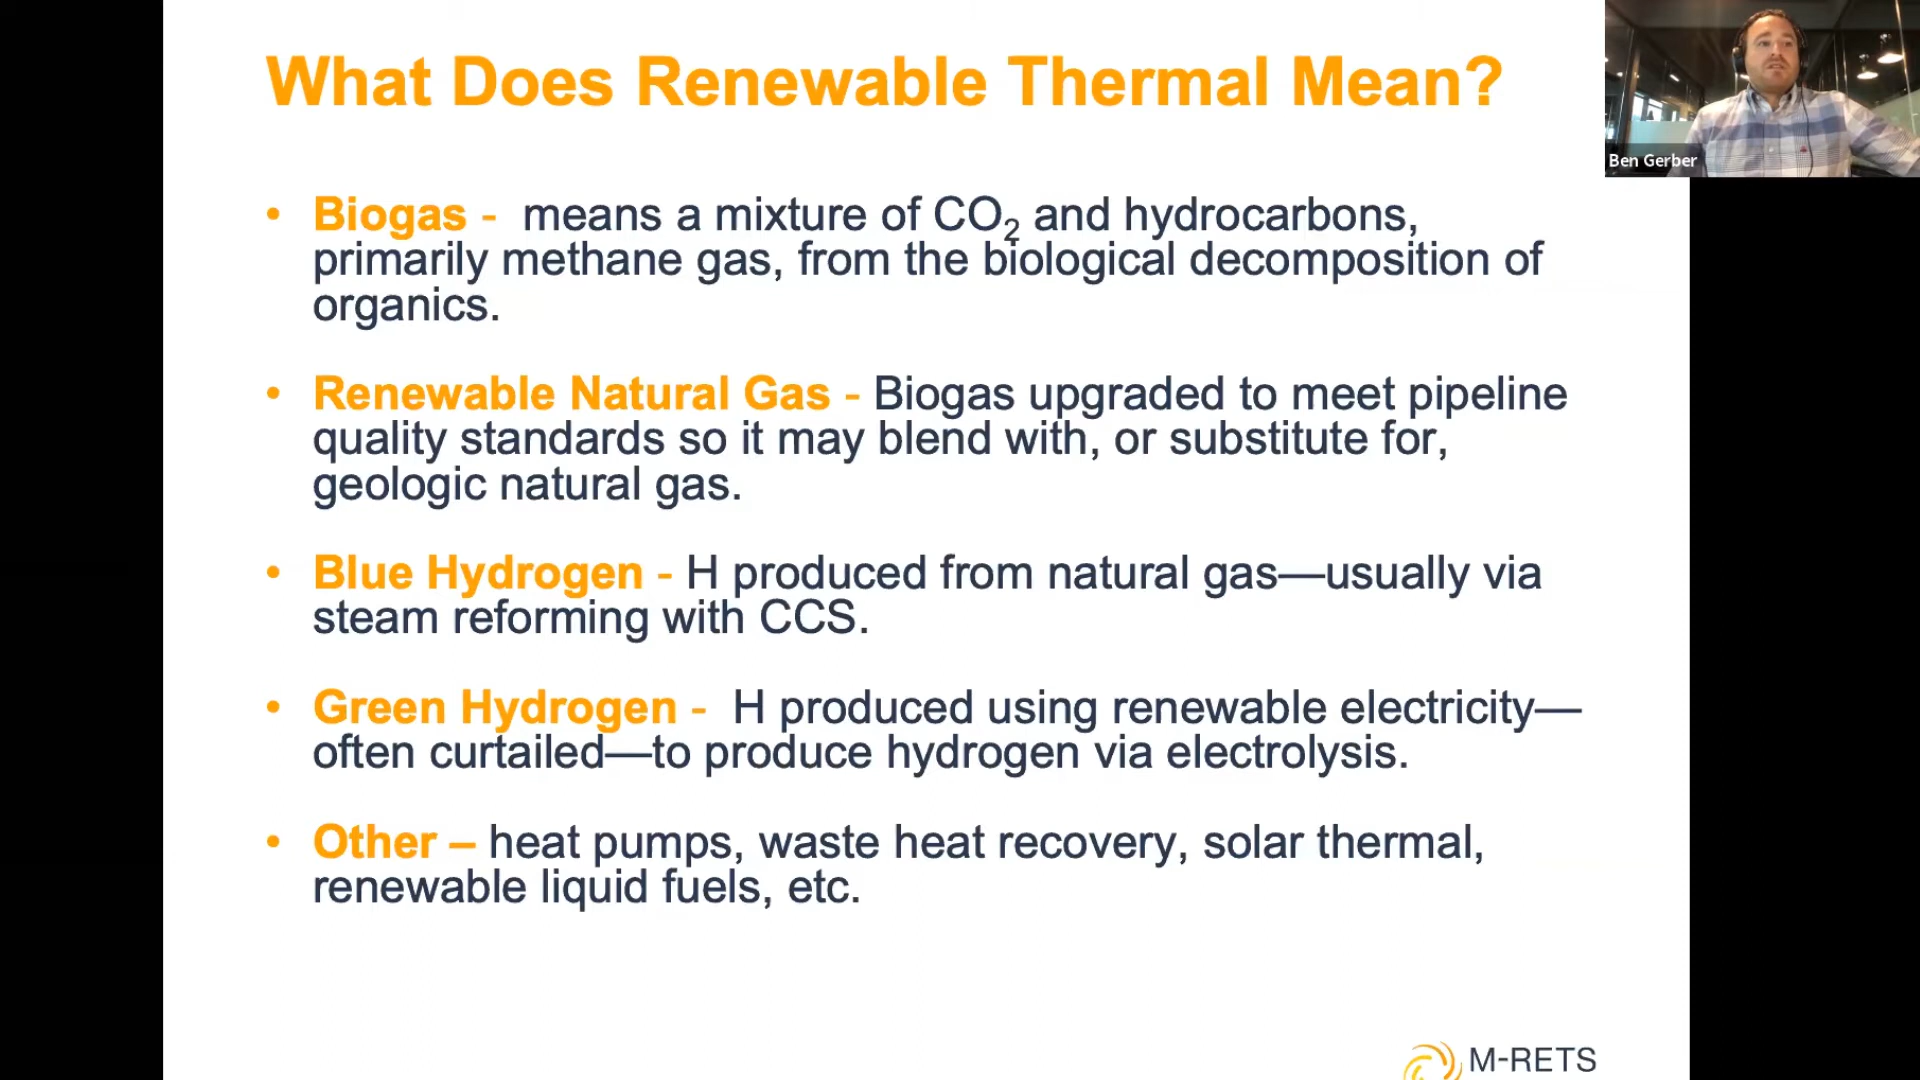 What Does Renewable Thermal Mean?
Ben Gerber
• Biogas - means a mixture of CO₂ and hydrocarbons,
primarily methane gas, from the biological decomposition of
organics.
• Renewable Natural Gas - Biogas upgraded to meet pipeline
quality standards so it may blend with, or substitute for,
geologic natural gas.
• Blue Hydrogen - H produced from natural gas—usually via
steam reforming with CCS.
• Green Hydrogen - H produced using renewable electricity—
often curtailed—to produce hydrogen via electrolysis.
• Other – heat pumps, waste heat recovery, solar thermal,
renewable liquid fuels, etc.
M-RETS